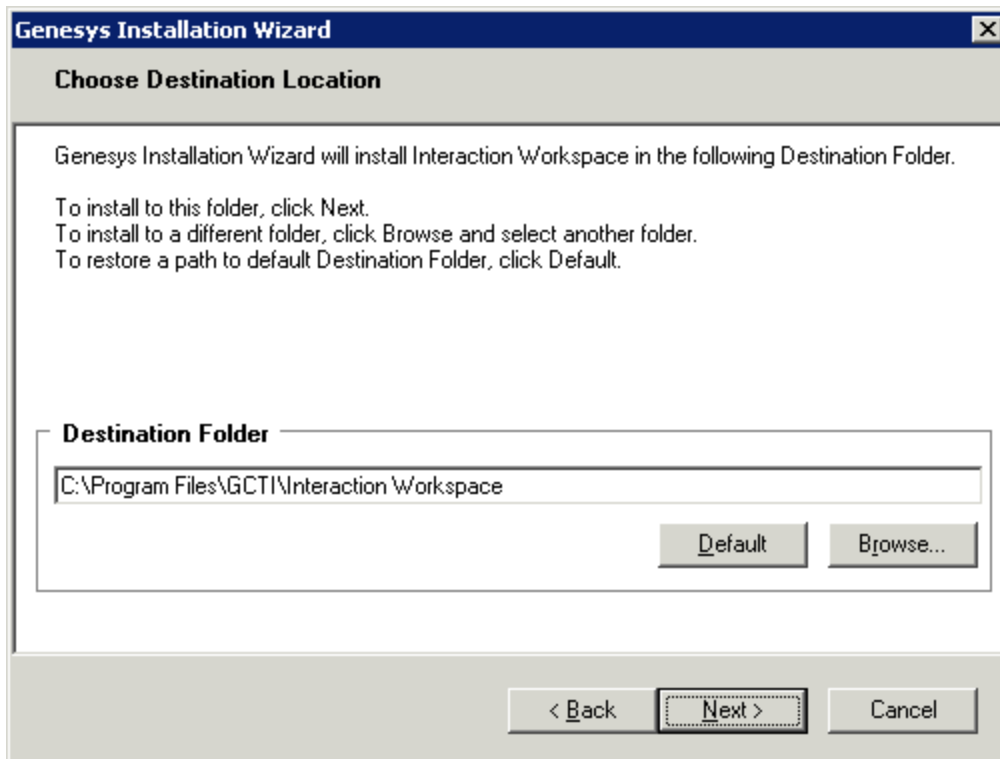 Genesys Installation Wizard
Choose Destination Location
Genesys Installation Wizard will install Interaction Workspace in the following Destination Folder.
To install to this folder, click Next.
To install to a different folder, click Browse and select another folder.
To restore a path to default Destination Folder, click Default.
Destination Folder
C:\Program Files\GCTI\Interaction Workspace
Default Browse...
< Back Next > Cancel